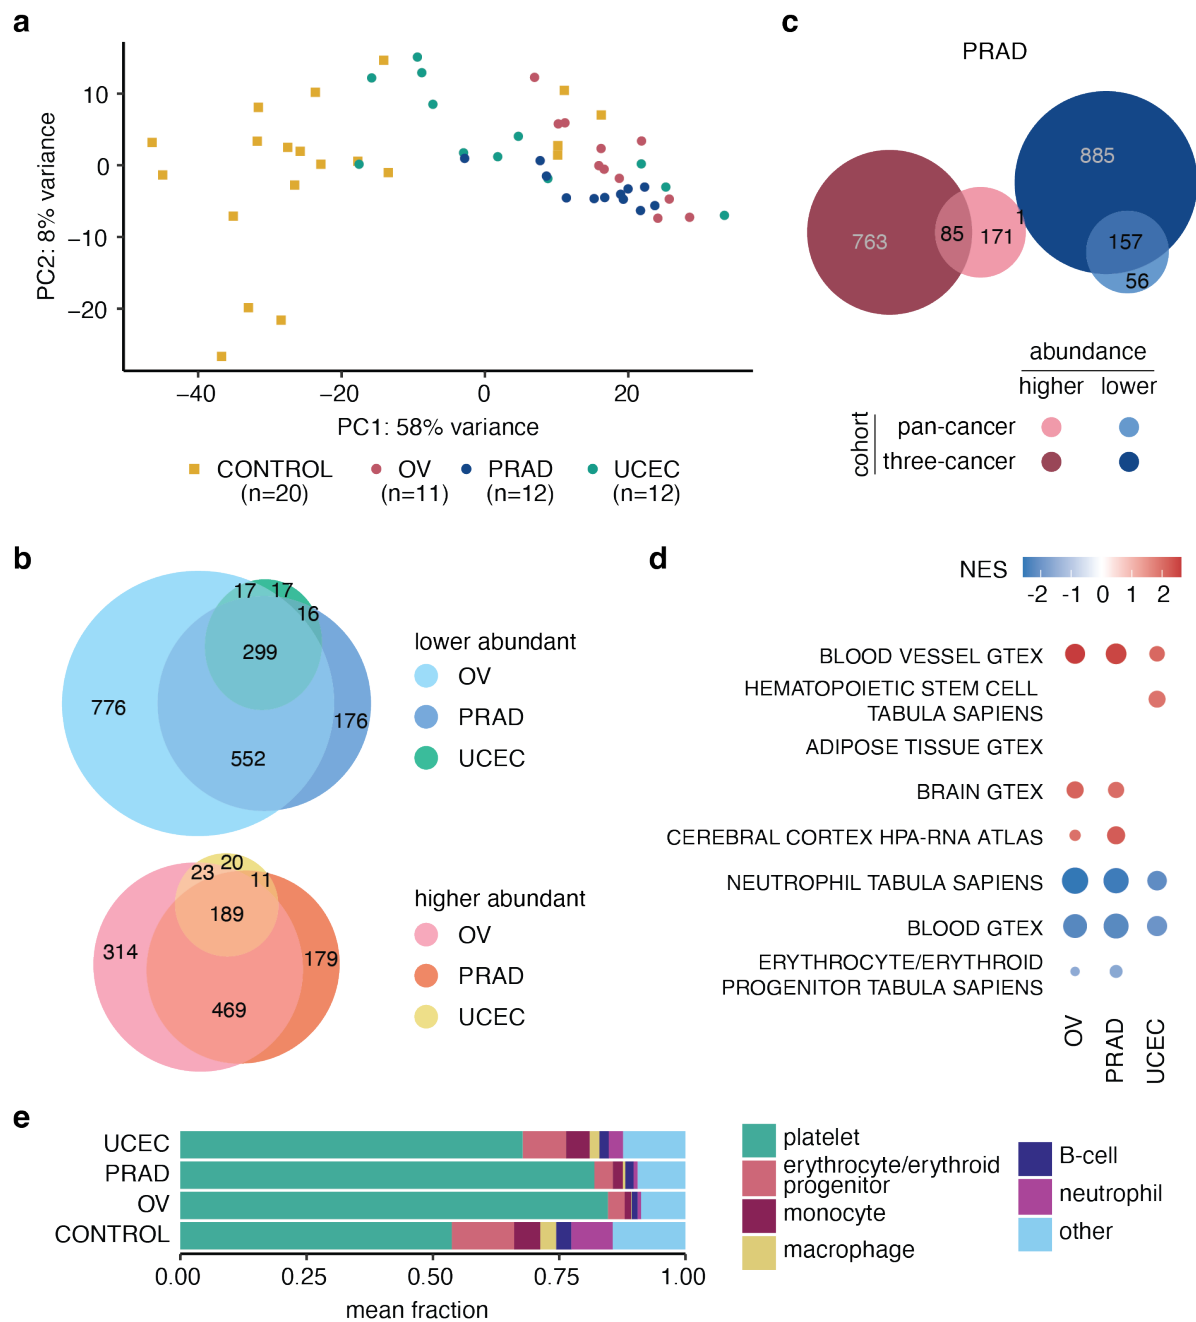 a
10
0
−10
−20
PC2: 8% variance
−40
−20
0
20
PC1: 58% variance
CONTROL
(n=20)
OV
(n=11)
PRAD
(n=12)
UCEC
(n=12)
c
PRAD
763
85
171
1
885
157
56
abundance
higher lower
cohort
pan-cancer
three-cancer
b
17
17
16
299
776
176
552
lower abundant
OV
PRAD
UCEC
20
23
11
189
314
179
469
higher abundant
OV
PRAD
UCEC
d
NES
-2 -1 0 1 2
BLOOD VESSEL GTEX
HEMATOPOIETIC STEM CELL
TABULA SAPIENS
ADIPOSE TISSUE GTEX
BRAIN GTEX
CEREBRAL CORTEX HPA-RNA ATLAS
NEUTROPHIL TABULA SAPIENS
BLOOD GTEX
ERYTHROCYTE/ERYTHROID
PROGENITOR TABULA SAPIENS
OV
PRAD
UCEC
e
UCEC
PRAD
OV
CONTROL
0.00 0.25 0.50 0.75 1.00
mean fraction
platelet
erythrocyte/erythroid
progenitor
monocyte
macrophage
B-cell
neutrophil
other